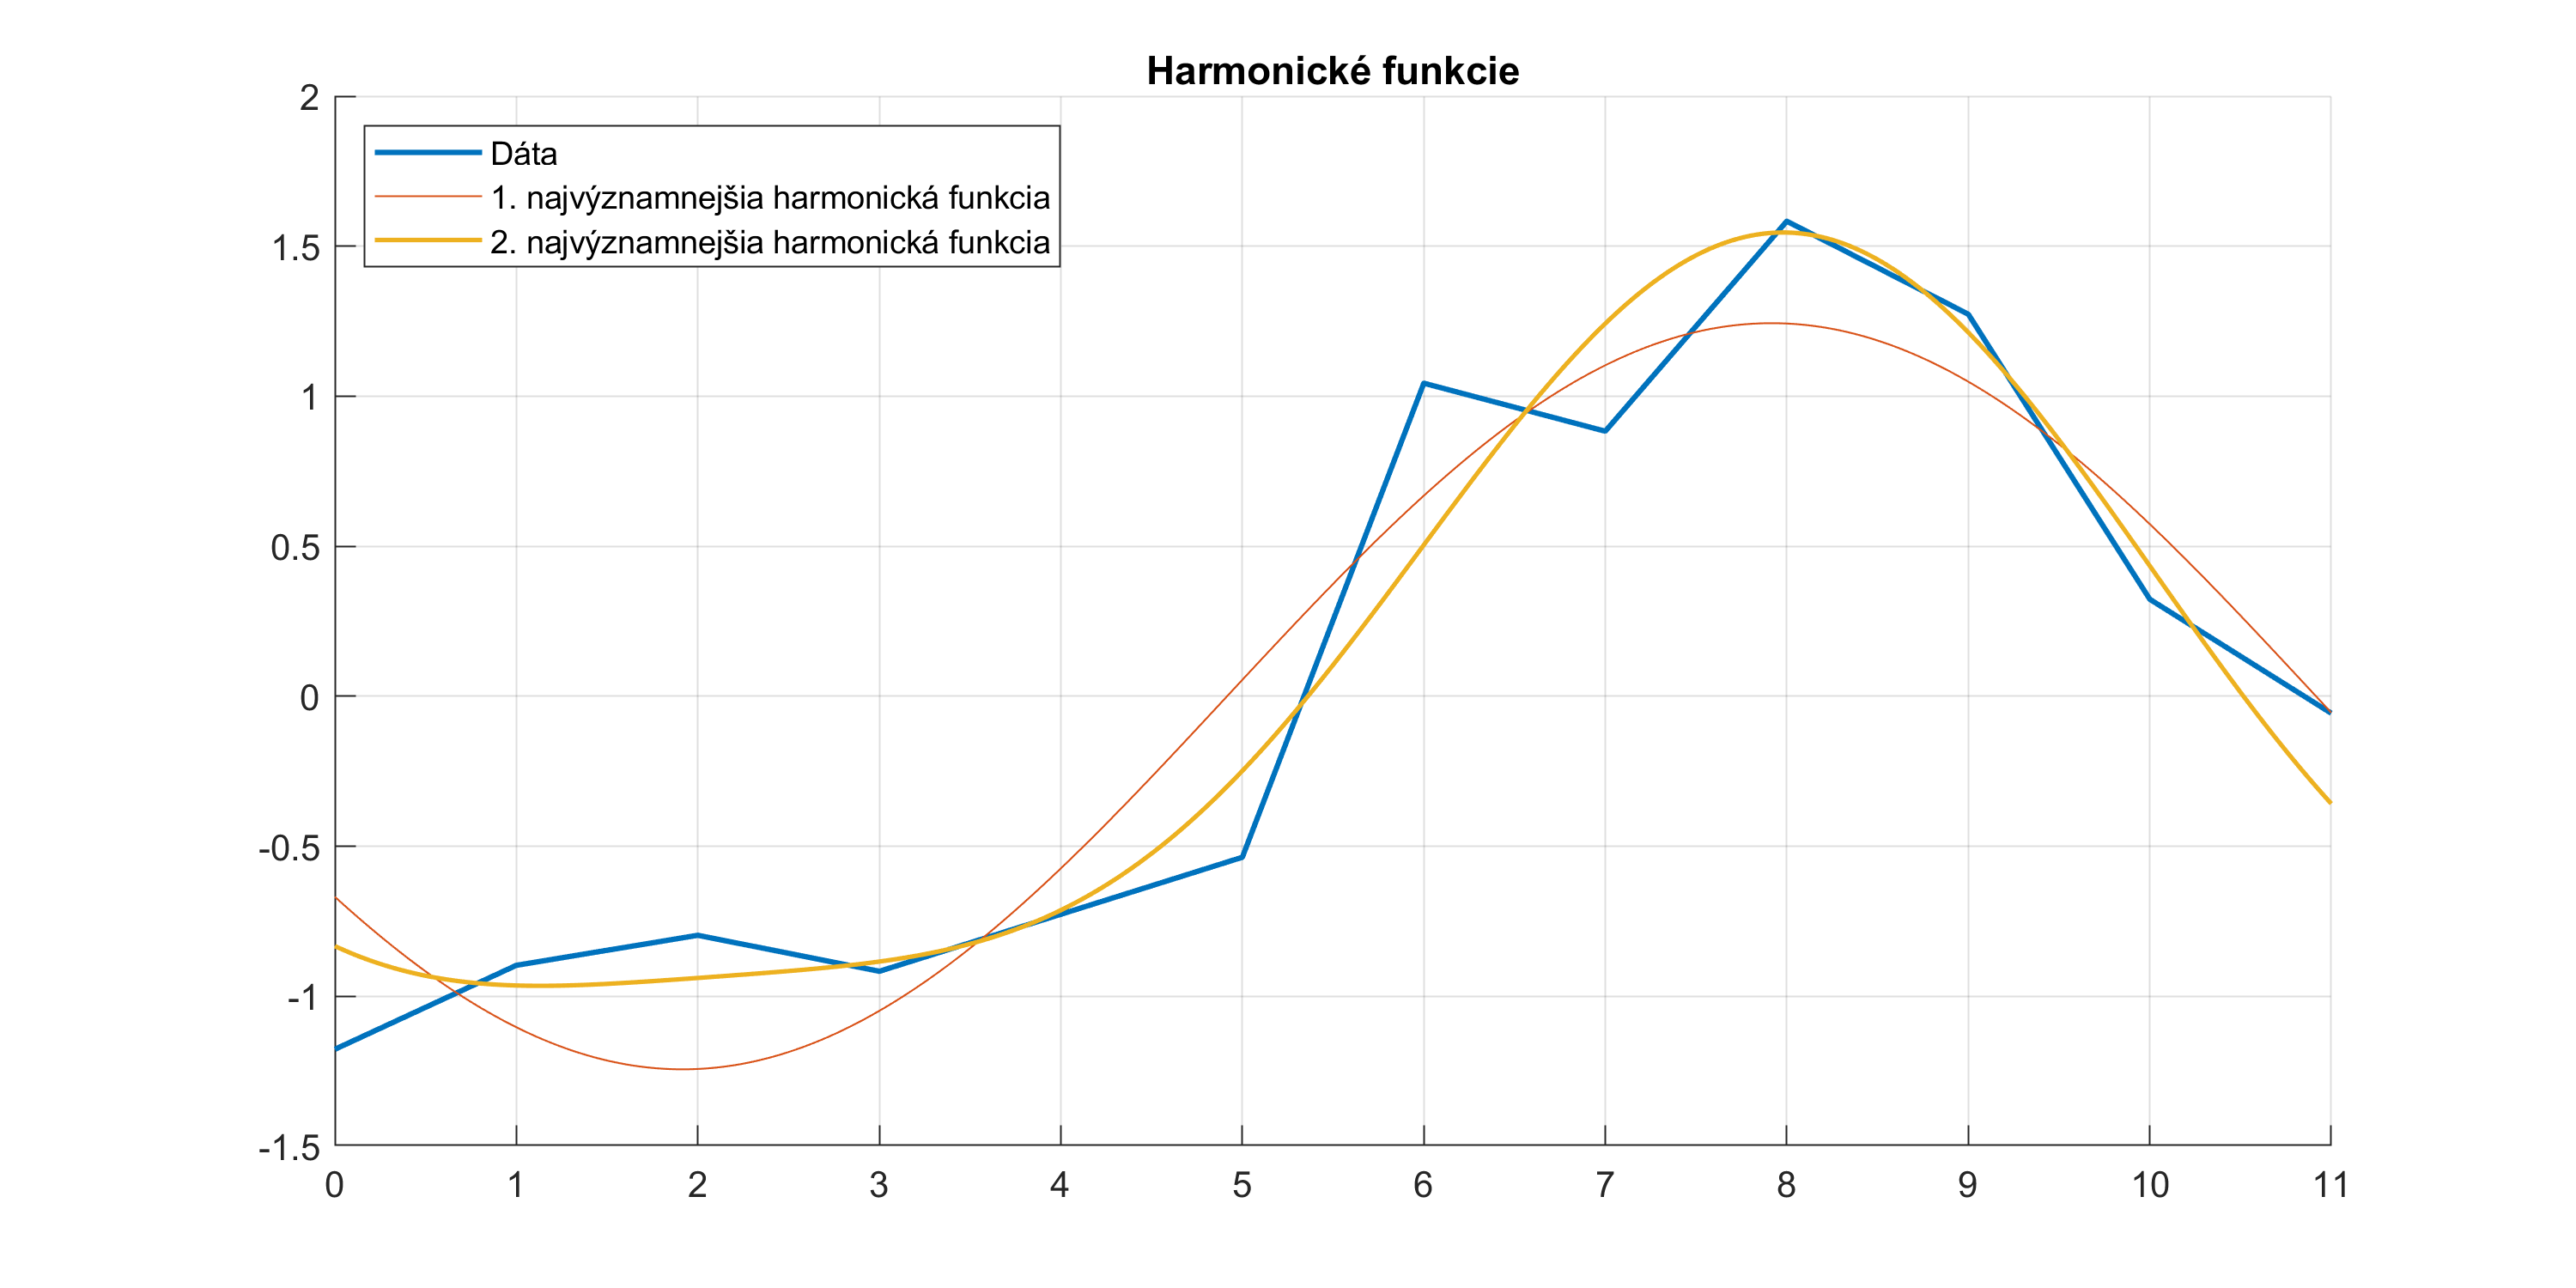 Harmonické funkcie
Dáta
1. najvýznamnejšia harmonická funkcia
2. najvýznamnejšia harmonická funkcia
2
1.5
1
0.5
0
-0.5
-1
-1.5
0 1 2 3 4 5 6 7 8 9 10 11